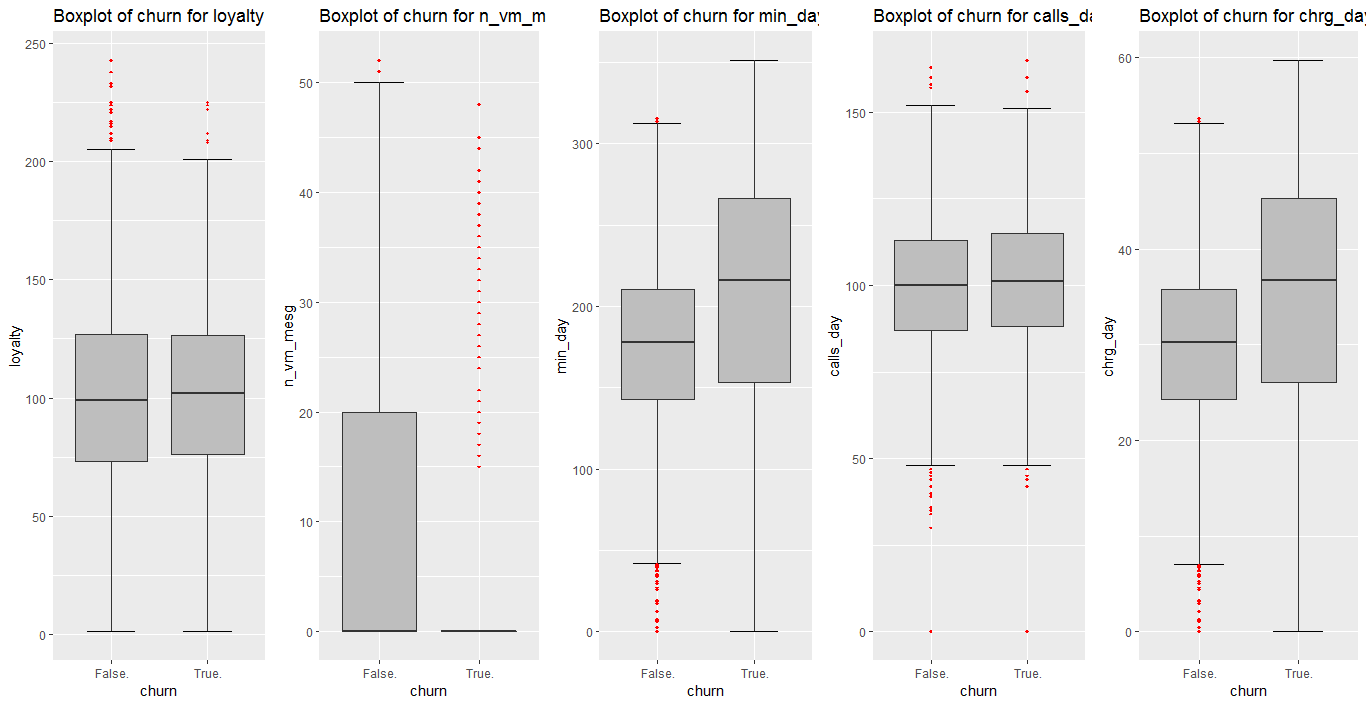 Boxplot of churn for loyalty
250
200
150
100
50
0
loyalty
False.
True.
churn
Boxplot of churn for n_vm_m
50
40
30
20
10
0
n_vm_mesg
False.
True.
churn
Boxplot of churn for min_day
300
200
100
0
min_day
False.
True.
churn
Boxplot of churn for calls_da
150
100
50
0
calls_day
False.
True.
churn
Boxplot of churn for chrg_day
60
40
20
0
chrg_day
False.
True.
churn